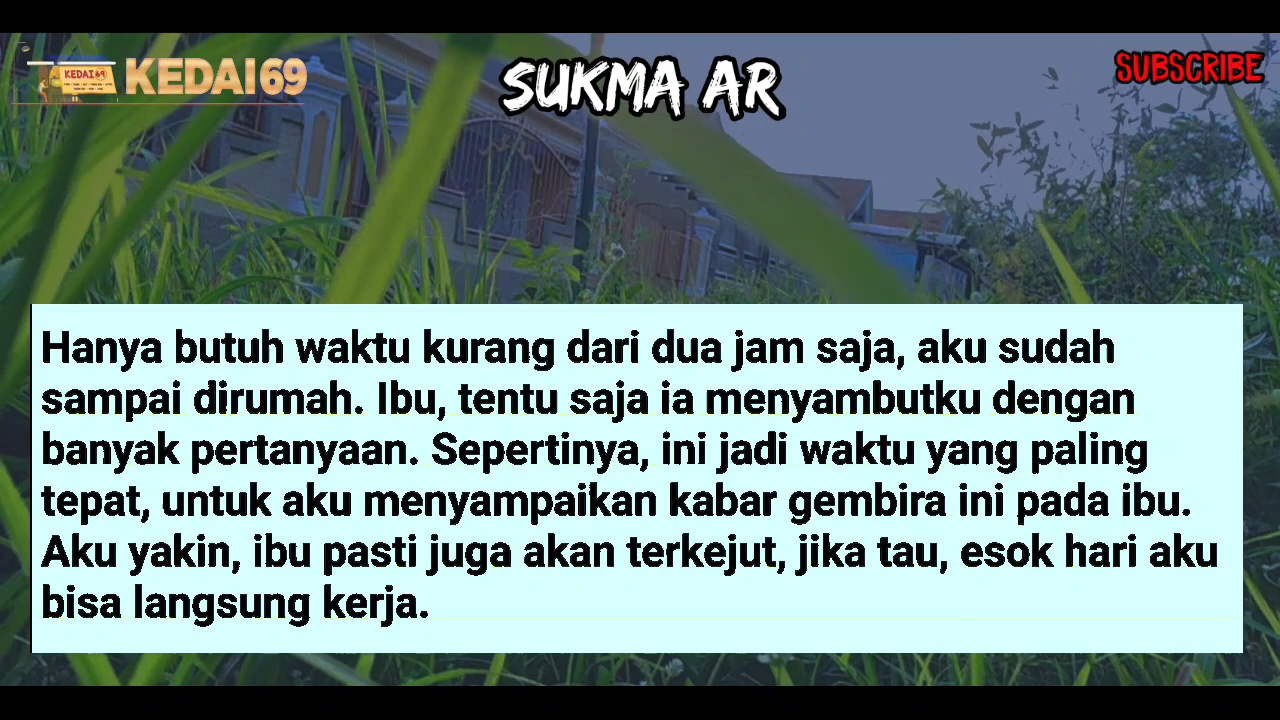 KEDAI 69
KEDAI69
SUKMA AR
SUBSCRIBE
Hanya butuh waktu kurang dari dua jam saja, aku sudah
sampai dirumah. Ibu, tentu saja ia menyambutku dengan
banyak pertanyaan. Sepertinya, ini jadi waktu yang paling
tepat, untuk aku menyampaikan kabar gembira ini pada ibu.
Aku yakin, ibu pasti juga akan terkejut, jika tau, esok hari aku
bisa langsung kerja.